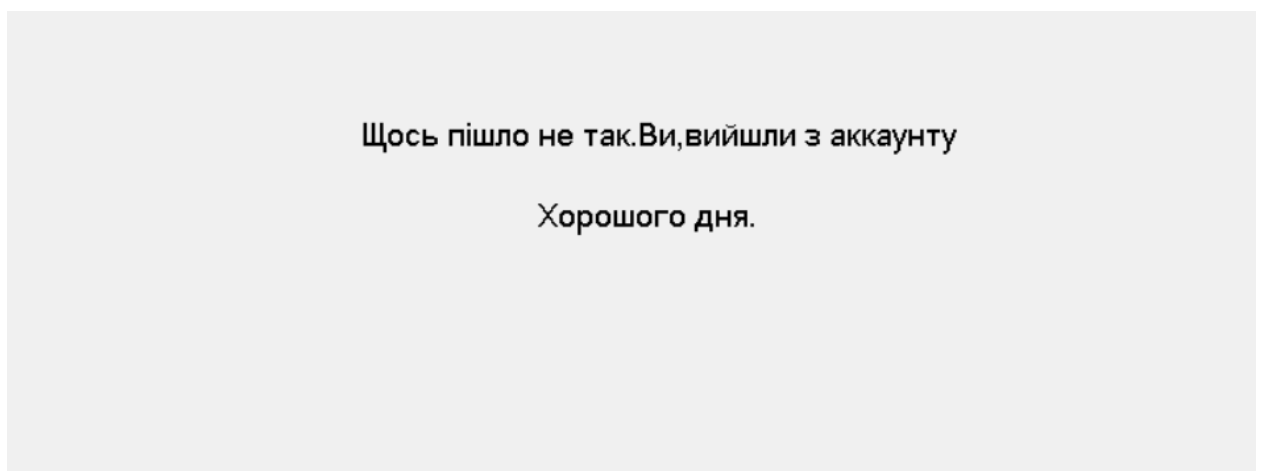 Щось пішло не так.Ви,вийшли з аккаунту
Хорошого дня.